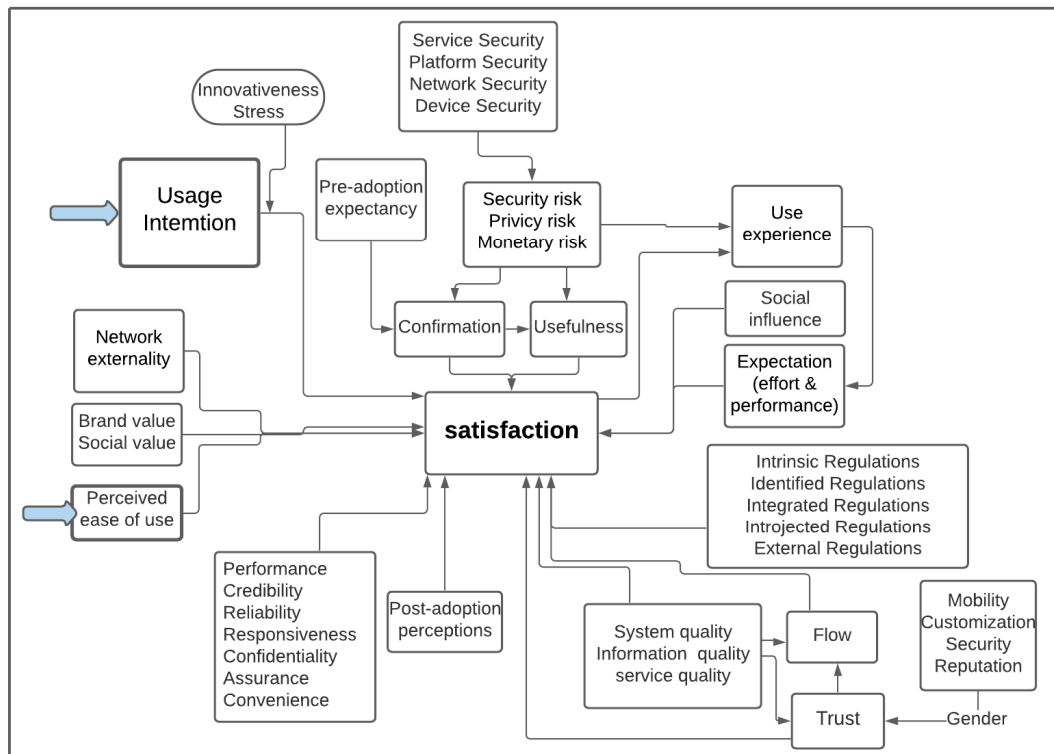 Service Security
Platform Security
Network Security
Device Security
Innovativeness
Stress
Usage
Intemtion
Pre-adoption
expectancy
Security risk
Privicy risk
Monetary risk
Use
experience
Confirmation
Usefulness
Social
influence
Network
externality
Expectation
(effort &
performance)
Brand value
Social value
satisfaction
Perceived
ease of use
Intrinsic Regulations
Identified Regulations
Integrated Regulations
Introjected Regulations
External Regulations
Performance
Credibility
Reliability
Responsiveness
Confidentiality
Assurance
Convenience
Post-adoption
perceptions
System quality
Information quality
service quality
Flow
Mobility
Customization
Security
Reputation
Trust
Gender